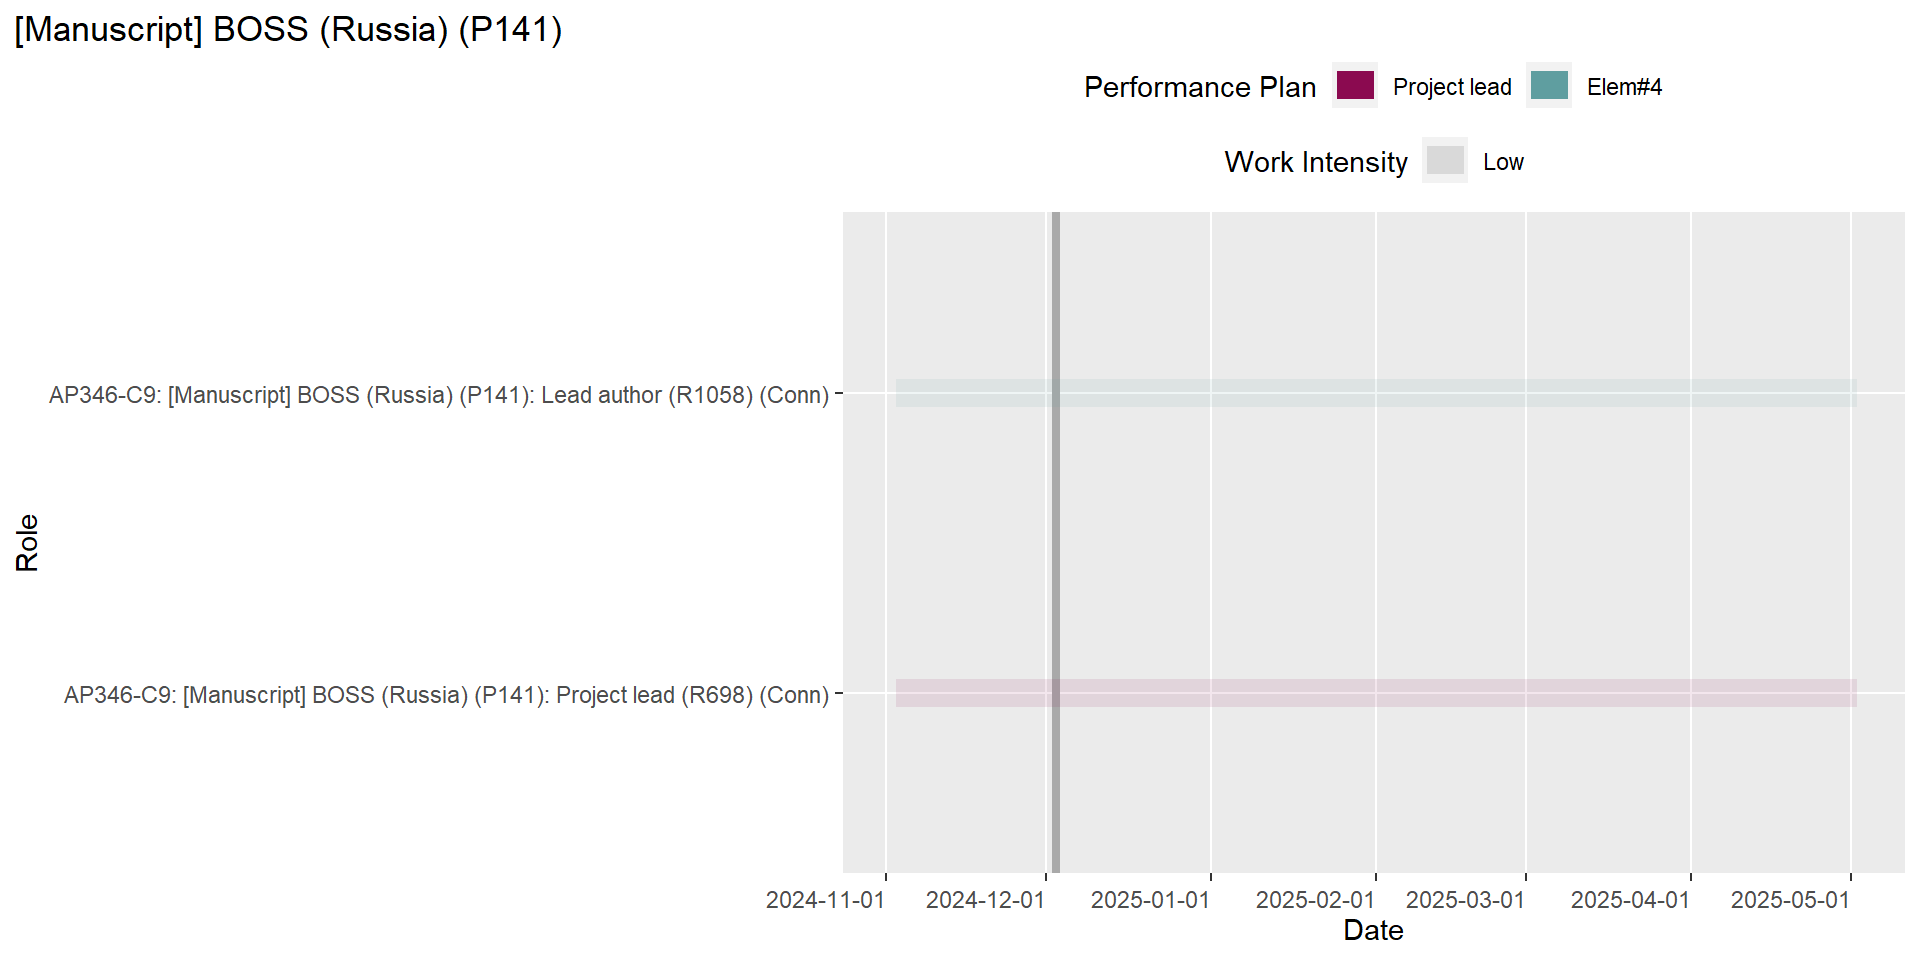 [Manuscript] BOSS (Russia) (P141)
Performance Plan Project lead Elem#4
Work Intensity Low
AP346-C9: [Manuscript] BOSS (Russia) (P141): Lead author (R1058) (Conn)
Role
AP346-C9: [Manuscript] BOSS (Russia) (P141): Project lead (R698) (Conn)
2024-11-01 2024-12-01 2025-01-01 2025-02-01 2025-03-01 2025-04-01 2025-05-01
Date